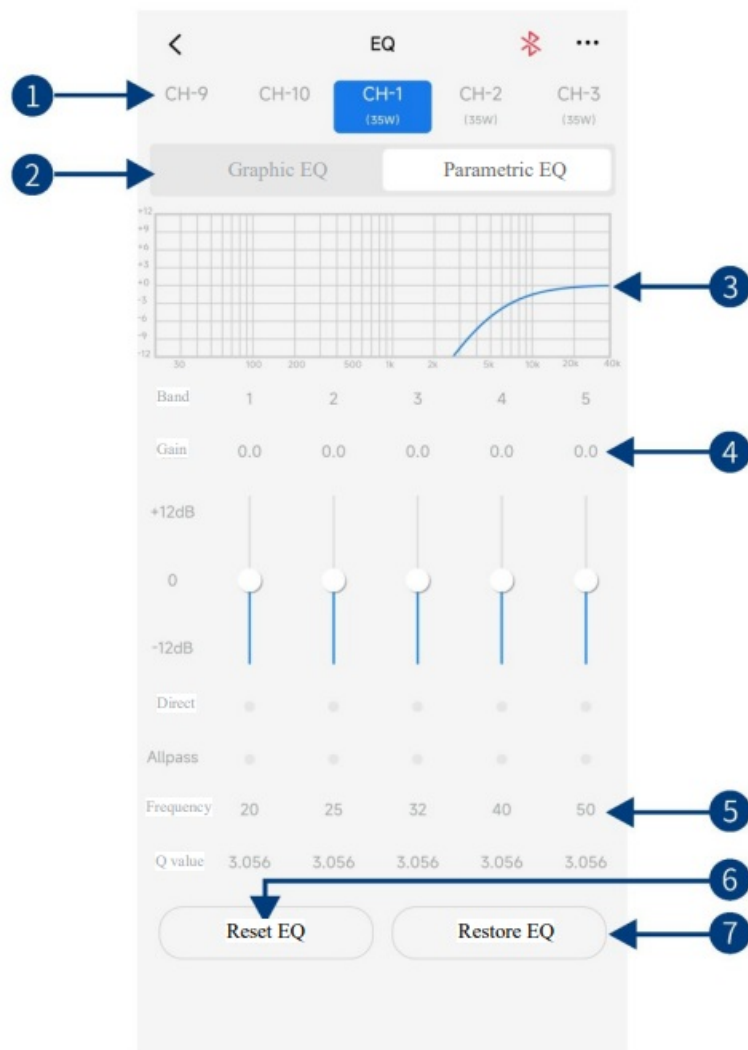 EQ
1
CH-9 CH-10 CH-1 CH-2 CH-3
(35W) (35W) (35W)
2
Graphic EQ Parametric EQ
+12
+9
+6
+3
+0
3
-3
-6
-9
-12
30 100 200 500 1k 2k 5k 10k 20k 40k
Band 1 2 3 4 5
Gain 0.0 0.0 0.0 0.0 0.0
4
+12dB
0
-12dB
Direct
Allpass
Frequency 20 25 32 40 50
5
Q value 3.056 3.056 3.056 3.056 3.056
6
Reset EQ Restore EQ
7